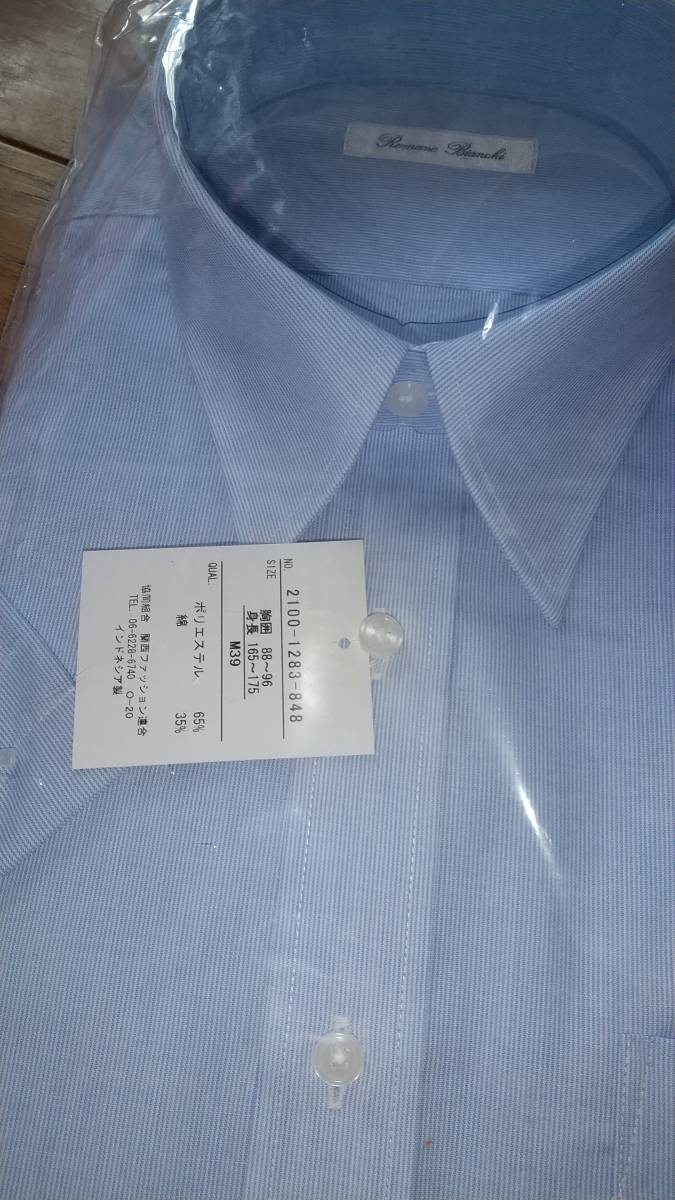 Romano Bianchi
NO. 2100-1283-848
SIZE 胸囲 88~96
身長 165~175
M39
QUAL. ポリエステル 65%
綿 35%
協同組合 関西ファッション連合
TEL. 06-6228-6740 O-20
インドネシア製